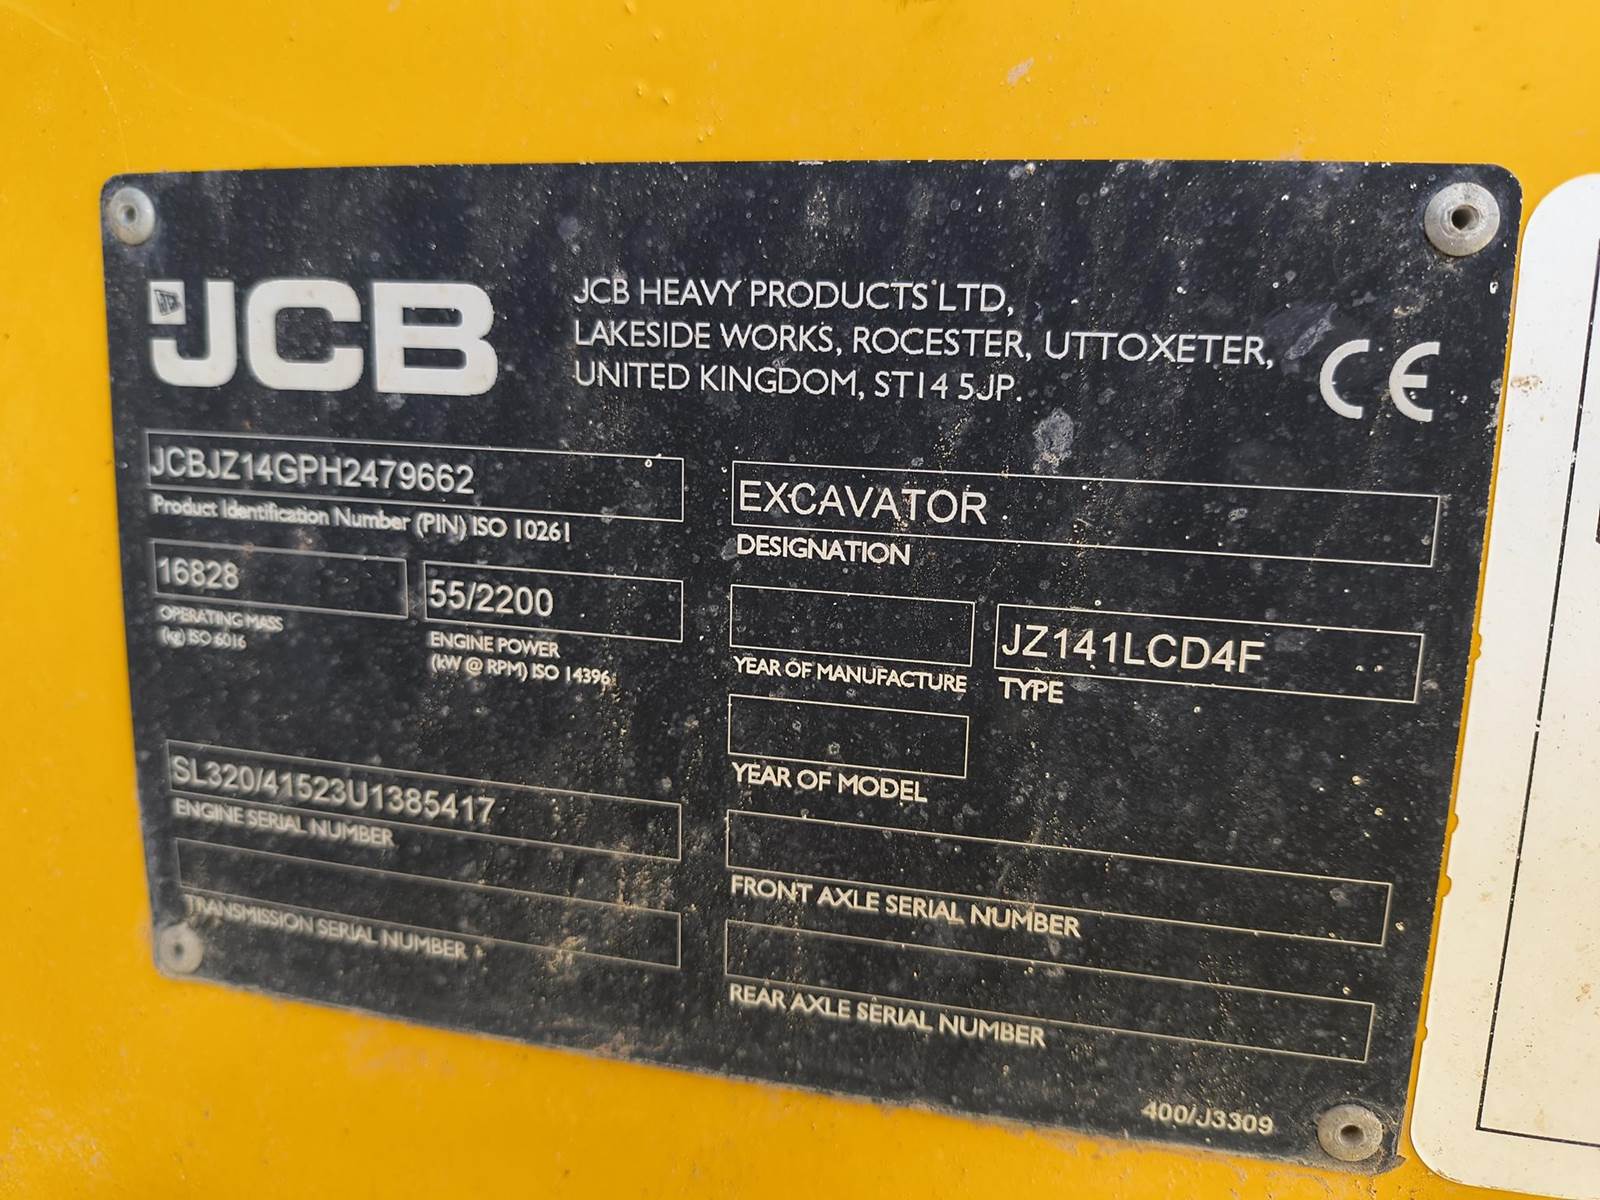 JCB
JCB HEAVY PRODUCTS LTD,
LAKESIDE WORKS, ROCESTER, UTTOXETER,
UNITED KINGDOM, ST14 5JP.
CE
JCBJZ14GPH2479662
Product Identification Number (PIN) ISO 10261
EXCAVATOR
DESIGNATION
16828
OPERATING MASS
(kg) ISO 6016
55/2200
ENGINE POWER
(kW @ RPM) ISO 14396
YEAR OF MANUFACTURE
JZ141LCD4F
TYPE
YEAR OF MODEL
SL320/41523U1385417
ENGINE SERIAL NUMBER
FRONT AXLE SERIAL NUMBER
TRANSMISSION SERIAL NUMBER
REAR AXLE SERIAL NUMBER
400/J3309